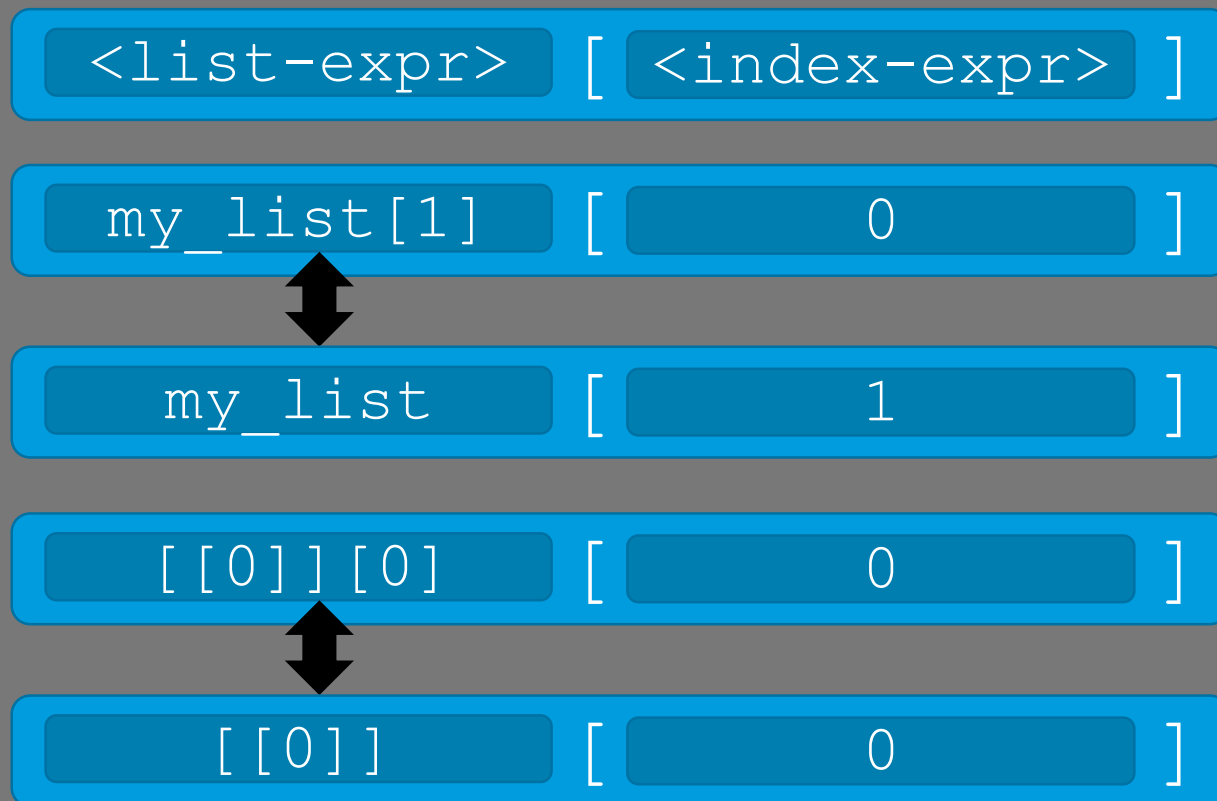 <list-expr> [ <index-expr> ]
my_list[1] [ 0 ]
my_list [ 1 ]
[[0]][0] [ 0 ]
[[0]] [ 0 ]